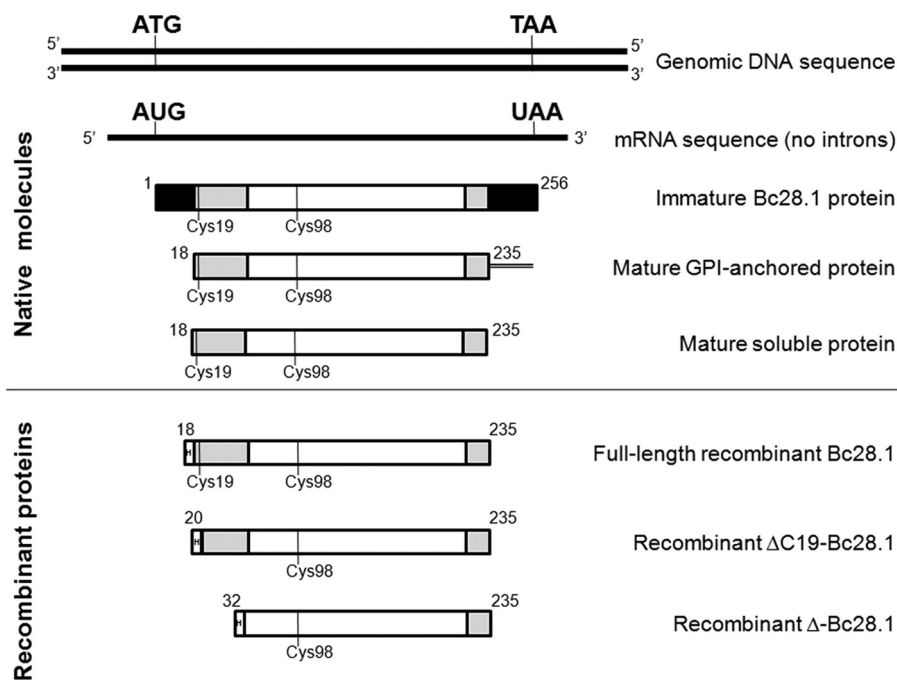 ATG TAA
5’ 5’
3’ 3’
Genomic DNA sequence
AUG UAA
5’ 3’
mRNA sequence (no introns)
Native molecules
1 256
Immature Bc28.1 protein
Cys19 Cys98
18 235
Mature GPI-anchored protein
Cys19 Cys98
18 235
Mature soluble protein
Cys19 Cys98
Recombinant proteins
18 235
H
Full-length recombinant Bc28.1
Cys19 Cys98
20 235
H
Recombinant ΔC19-Bc28.1
Cys98
32 235
H
Recombinant Δ-Bc28.1
Cys98